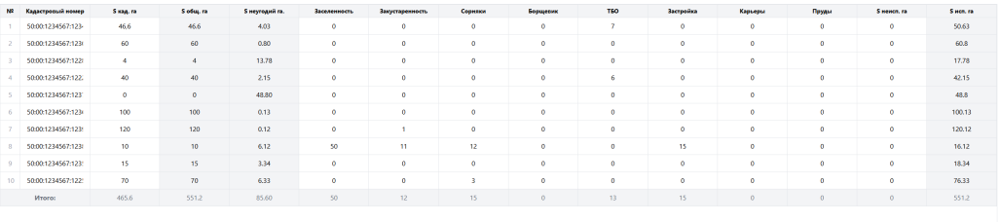 № Кадастровый номер S кад. га S общ. га S неугодий га. Заселенность Закустаренность Сорняки Борщевик ТБО Застройка Карьеры Пруды S неисп. га S исп. га
1 50:00:1234567:123 46,6 46.6 4.03 0 0 0 0 7 0 0 0 0 50.63
2 50:00:1234567:123 60 60 0.80 0 0 0 0 0 0 0 0 0 60.8
3 50:00:1234567:122 4 4 13.78 0 0 0 0 0 0 0 0 0 17.78
4 50:00:1234567:122 40 40 2.15 0 0 0 0 6 0 0 0 0 42.15
5 50:00:1234567:123 0 0 48.80 0 0 0 0 0 0 0 0 0 48.8
6 50:00:1234567:123 100 100 0.13 0 0 0 0 0 0 0 0 0 100.13
7 50:00:1234567:123 120 120 0.12 0 1 0 0 0 0 0 0 0 120.12
8 50:00:1234567:123 10 10 6.12 50 11 12 0 0 15 0 0 0 16.12
9 50:00:1234567:123 15 15 3.34 0 0 0 0 0 0 0 0 0 18.34
10 50:00:1234567:122 70 70 6.33 0 0 3 0 0 0 0 0 0 76.33
Итого: 465.6 551.2 85.60 50 12 15 0 13 15 0 0 0 551.2